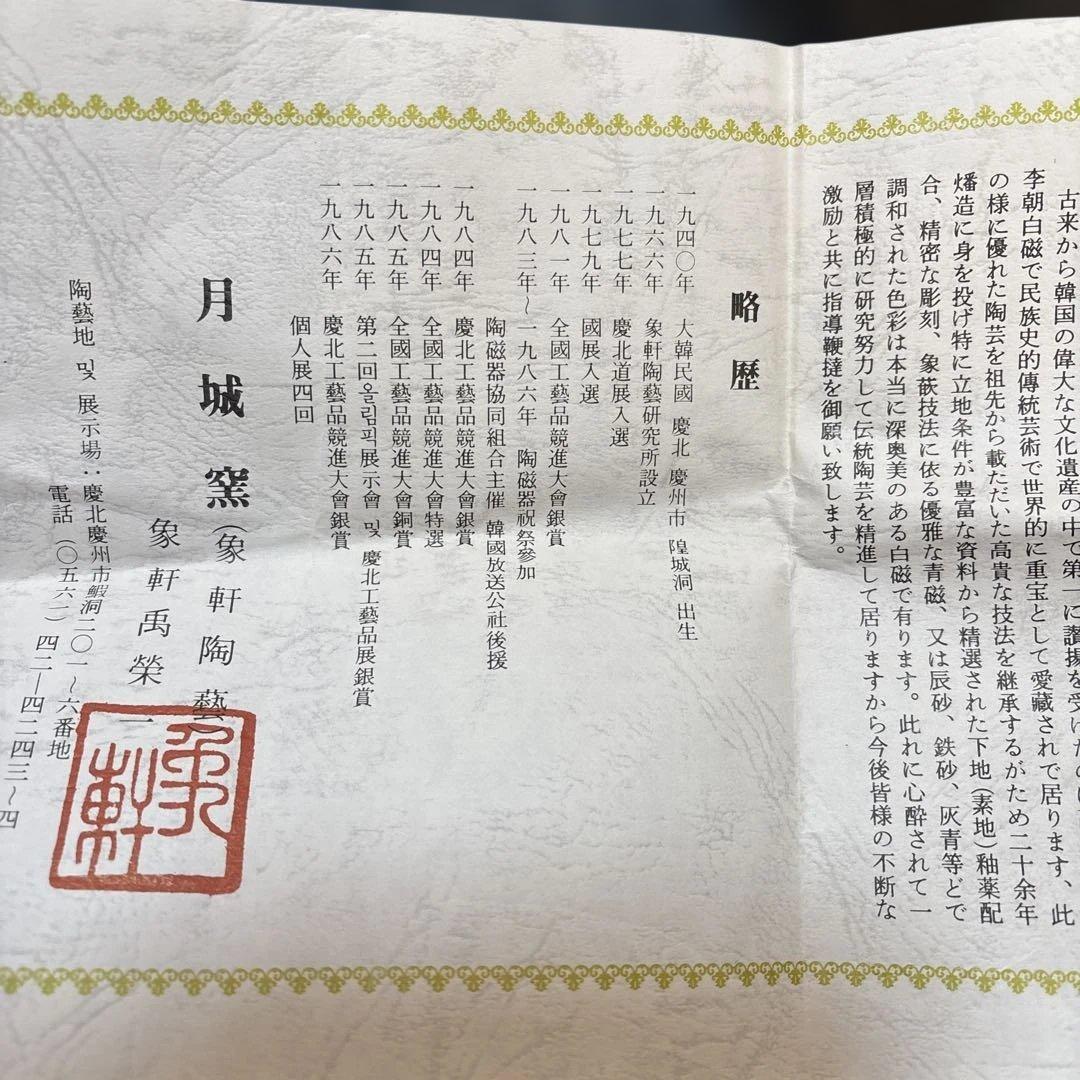 古来から韓国の偉大な文化遺産の中で第一に讃揚を受けたのは
李朝白磁で民族史的傳統芸術で世界的に重宝として愛藏されで居ります、此
の様に優れた陶芸を祖先から載ただいた高貴な技法を継承するがため二十余年
燔造に身を投げ特に立地条件が豊富な資料から精選された下地(素地)釉薬配
合、精密な彫刻、象嵌技法に依る優雅な青磁、又は辰砂、鉄砂、灰青等どで
調和された色彩は本当に深奥美のある白磁で有ります。此れに心酔されて一
層積極的に研究努力して伝統陶芸を精進して居りますから今後皆様の不断な
激励と共に指導鞭撻を御願い致します。
略歴
一九四〇年 大韓民國 慶北 慶州市 隍城洞 出生
一九六六年 象軒陶藝研究所設立
一九七七年 慶北道展入選
一九七九年 國展入選
一九八一年 全國工藝品競進大會銀賞
一九八三年~一九八六年 陶磁器祝祭參加
陶磁器協同組合主催 韓國放送公社後援
一九八四年 慶北工藝品競進大會銀賞
一九八四年 全國工藝品競進大會特選
一九八五年 全國工藝品競進大會銅賞
一九八五年 第二回올림픽展示會 및 慶北工藝品展銀賞
一九八六年 慶北工藝品競進大會銀賞
個人展四回
月城窯(象軒陶藝)
象軒禹榮一
陶藝地 및 展示場:慶北慶州市鰕洞二〇一~六番地
電話(〇五六一)四二―四二四三~四
象軒